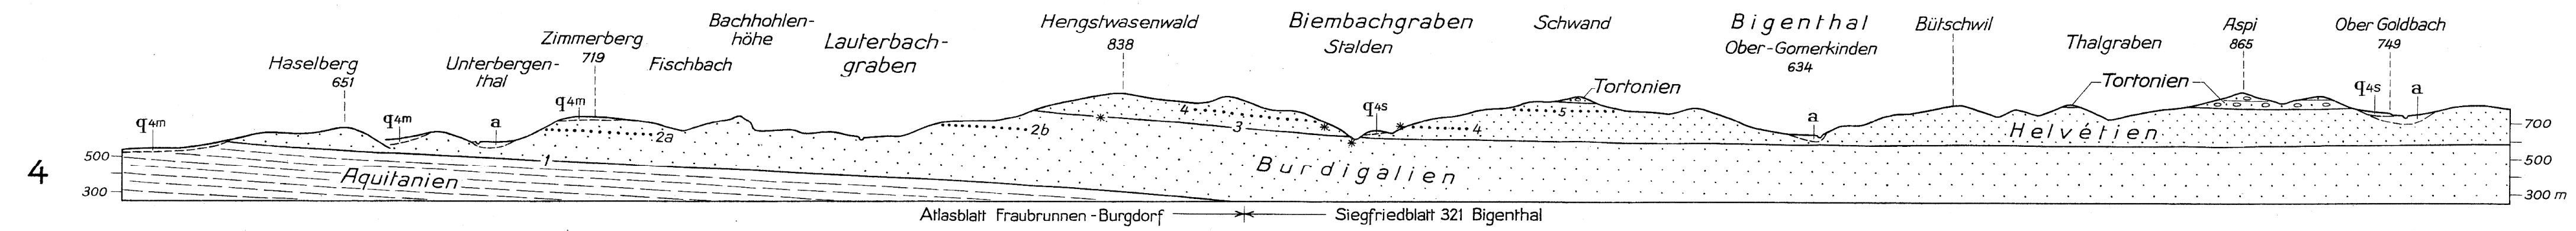 Haselberg
651
Unterbergen-
thal
Zimmerberg
719
Fischbach
Bachhohlen-
höhe
Lauterbach-
graben
Hengstwasenwald
838
Biembachgraben
Stalden
Schwand
Bigenthal
Ober-Gomerkinden
634
Bütschwil
Thalgraben
Aspi
865
Ober Goldbach
749
q4m
q4m
a
q4m
2a
2b
4
3
q4s
4
5
Tortonien
a
Tortonien
q4s
a
Helvétien
Burdigalien
1
Aquitanien
4
500
300
700
500
300 m
Atlasblatt Fraubrunnen-Burgdorf
Siegfriedblatt 321 Bigenthal